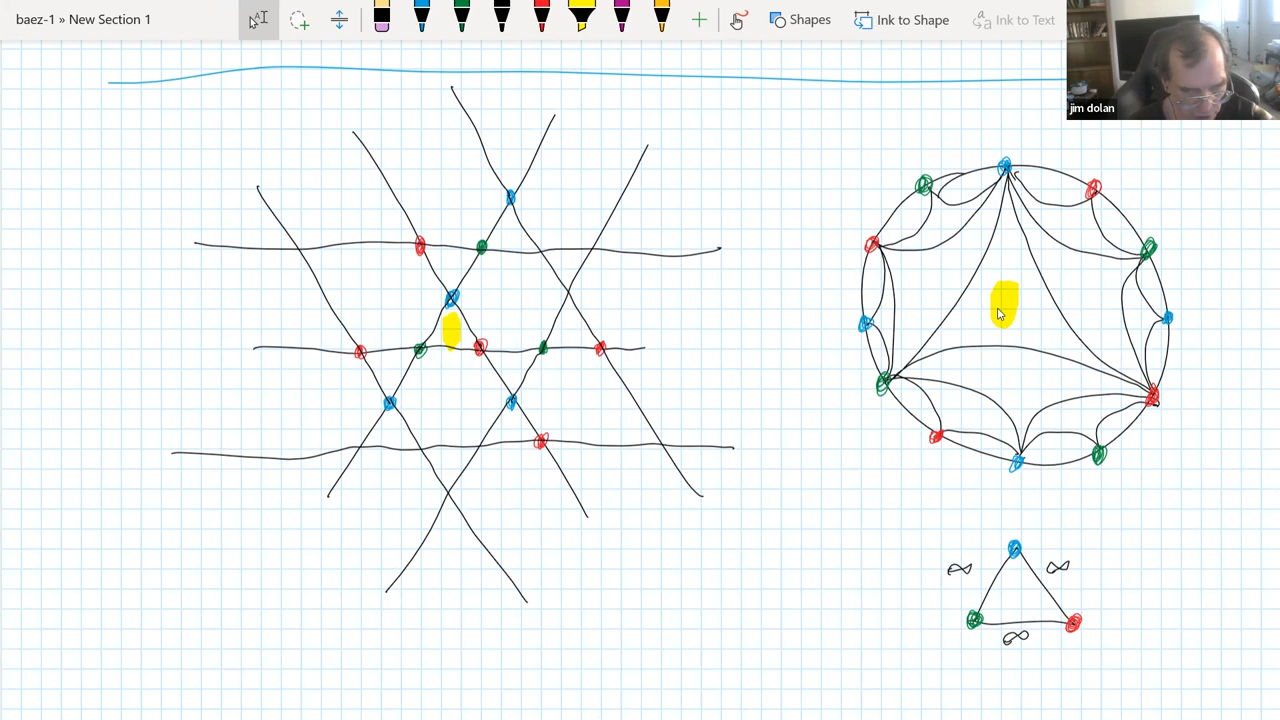 baez-1 » New Section 1
Shapes
Ink to Shape
Ink to Text
jim dolan
∞ ∞
∞